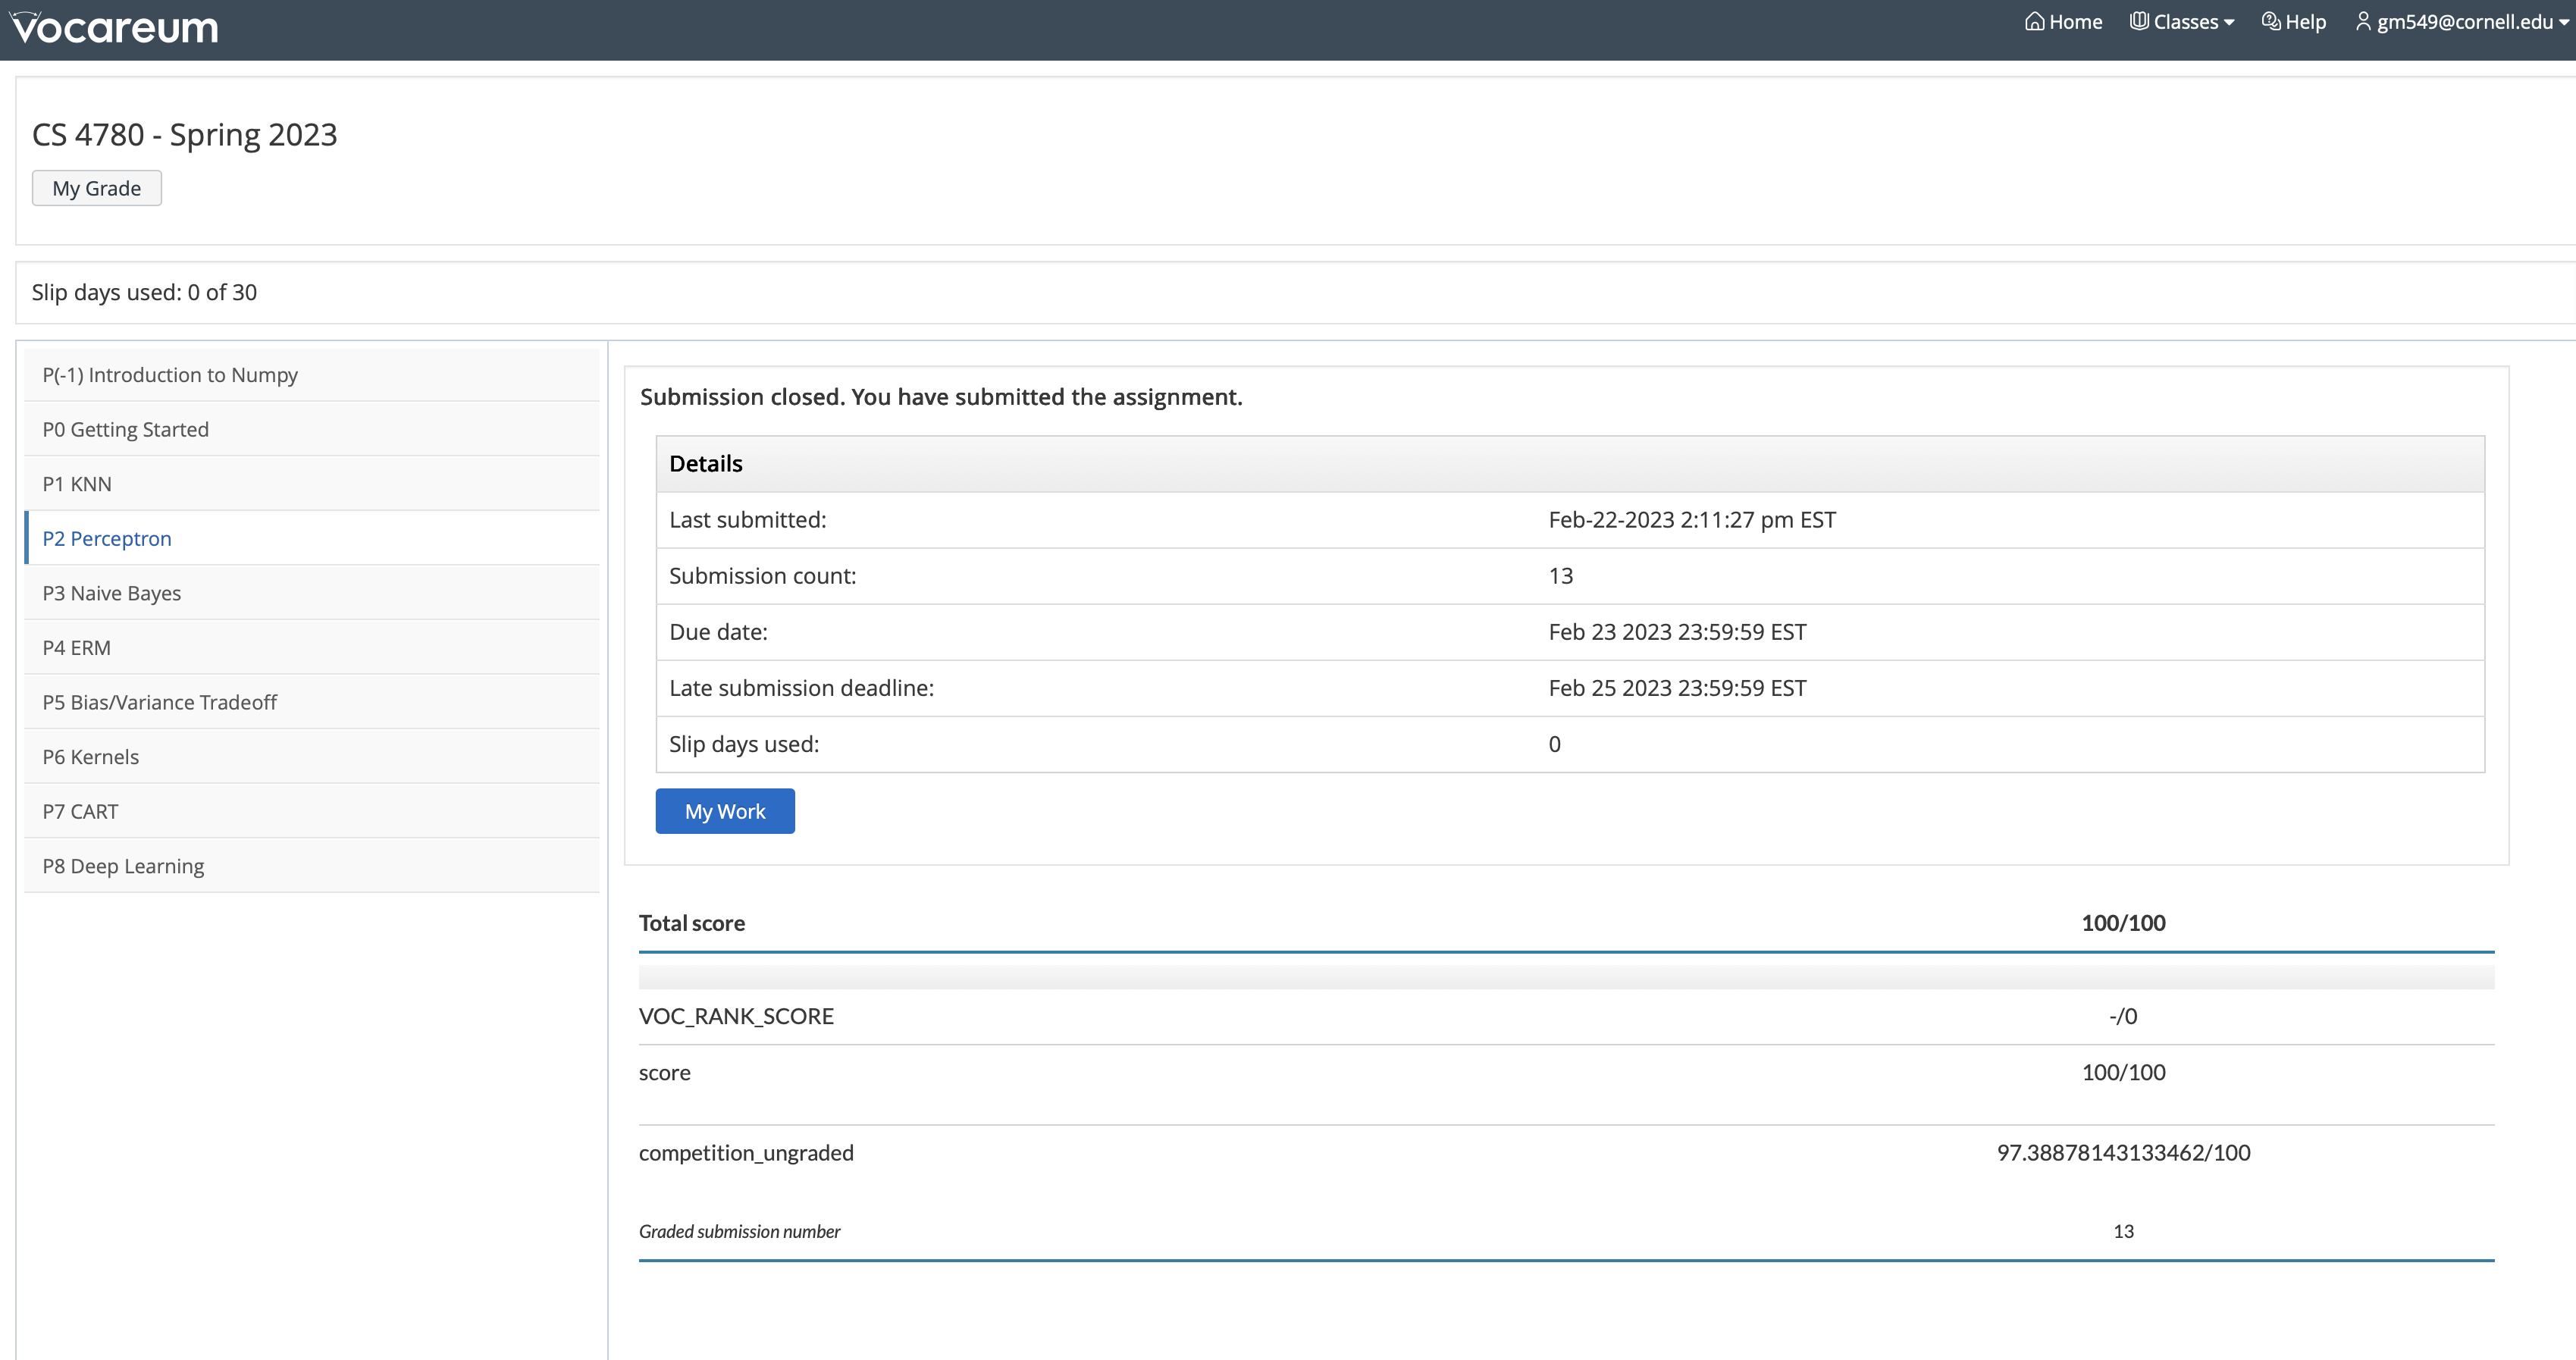 Vocareum
Home Classes Help gm549@cornell.edu
CS 4780 - Spring 2023
My Grade
Slip days used: 0 of 30
P(-1) Introduction to Numpy
P0 Getting Started
P1 KNN
P2 Perceptron
P3 Naive Bayes
P4 ERM
P5 Bias/Variance Tradeoff
P6 Kernels
P7 CART
P8 Deep Learning
Submission closed. You have submitted the assignment.
Details
Last submitted: Feb-22-2023 2:11:27 pm EST
Submission count: 13
Due date: Feb 23 2023 23:59:59 EST
Late submission deadline: Feb 25 2023 23:59:59 EST
Slip days used: 0
My Work
Total score 100/100
VOC_RANK_SCORE -/0
score 100/100
competition_ungraded 97.38878143133462/100
Graded submission number 13